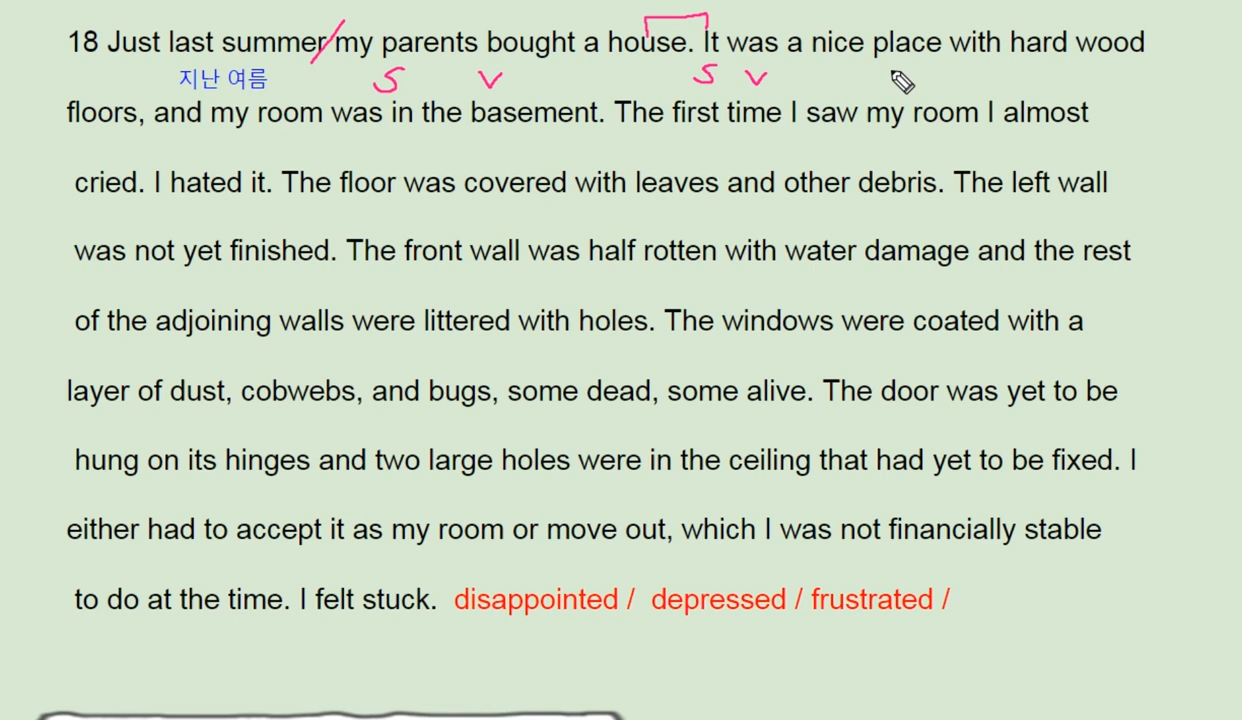 18 Just last summer/my parents bought a house. It was a nice place with hard wood
지난 여름 S V S V
floors, and my room was in the basement. The first time I saw my room I almost
cried. I hated it. The floor was covered with leaves and other debris. The left wall
was not yet finished. The front wall was half rotten with water damage and the rest
of the adjoining walls were littered with holes. The windows were coated with a
layer of dust, cobwebs, and bugs, some dead, some alive. The door was yet to be
hung on its hinges and two large holes were in the ceiling that had yet to be fixed. I
either had to accept it as my room or move out, which I was not financially stable
to do at the time. I felt stuck. disappointed / depressed / frustrated /